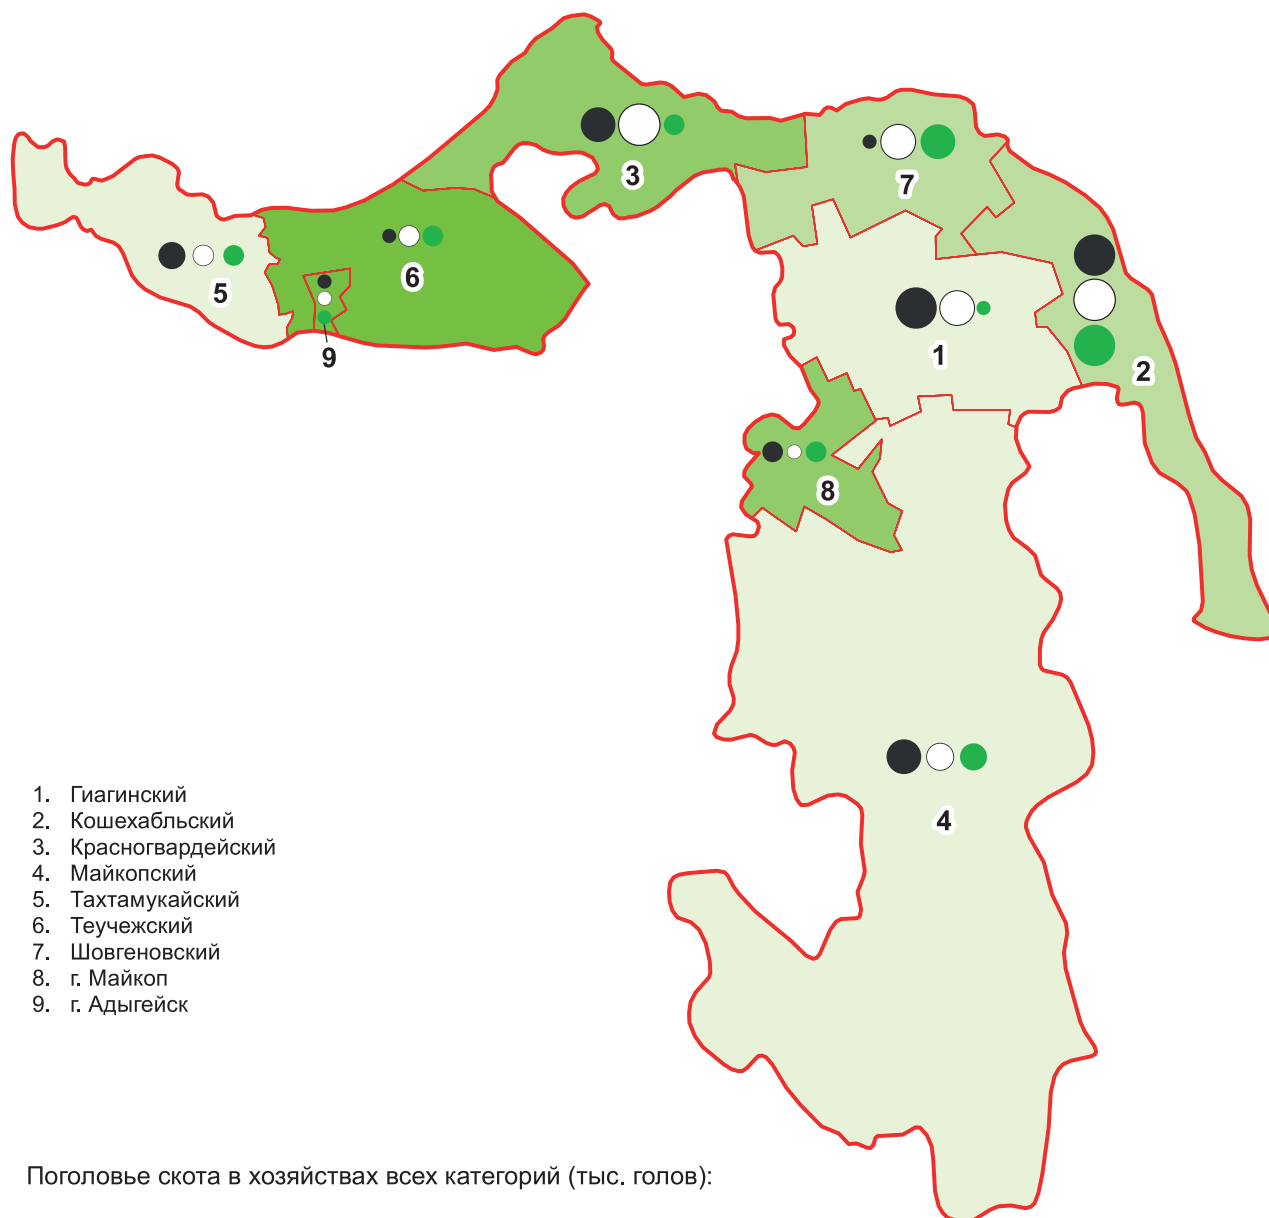 3
7
6
5
1
9
2
8
4
1. Гиагинский
2. Кошехабльский
3. Красногвардейский
4. Майкопский
5. Тахтамукайский
6. Теучежский
7. Шовгеновский
8. г. Майкоп
9. г. Адыгейск
Поголовье скота в хозяйствах всех категорий (тыс. голов):